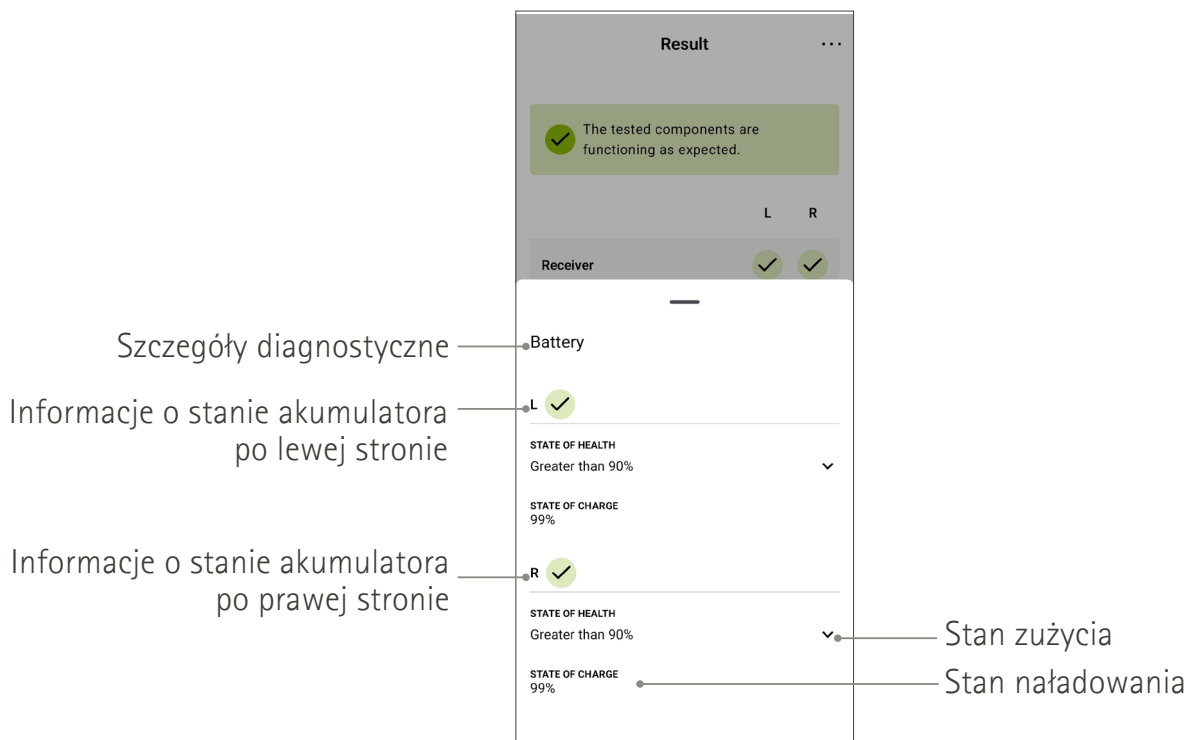 Result
The tested components are
functioning as expected.
L R
Receiver
Szczegóły diagnostyczne
Battery
Informacje o stanie akumulatora
po lewej stronie
L
STATE OF HEALTH
Greater than 90%
STATE OF CHARGE
99%
Informacje o stanie akumulatora
po prawej stronie
R
STATE OF HEALTH
Greater than 90%
Stan zużycia
STATE OF CHARGE
99%
Stan naładowania